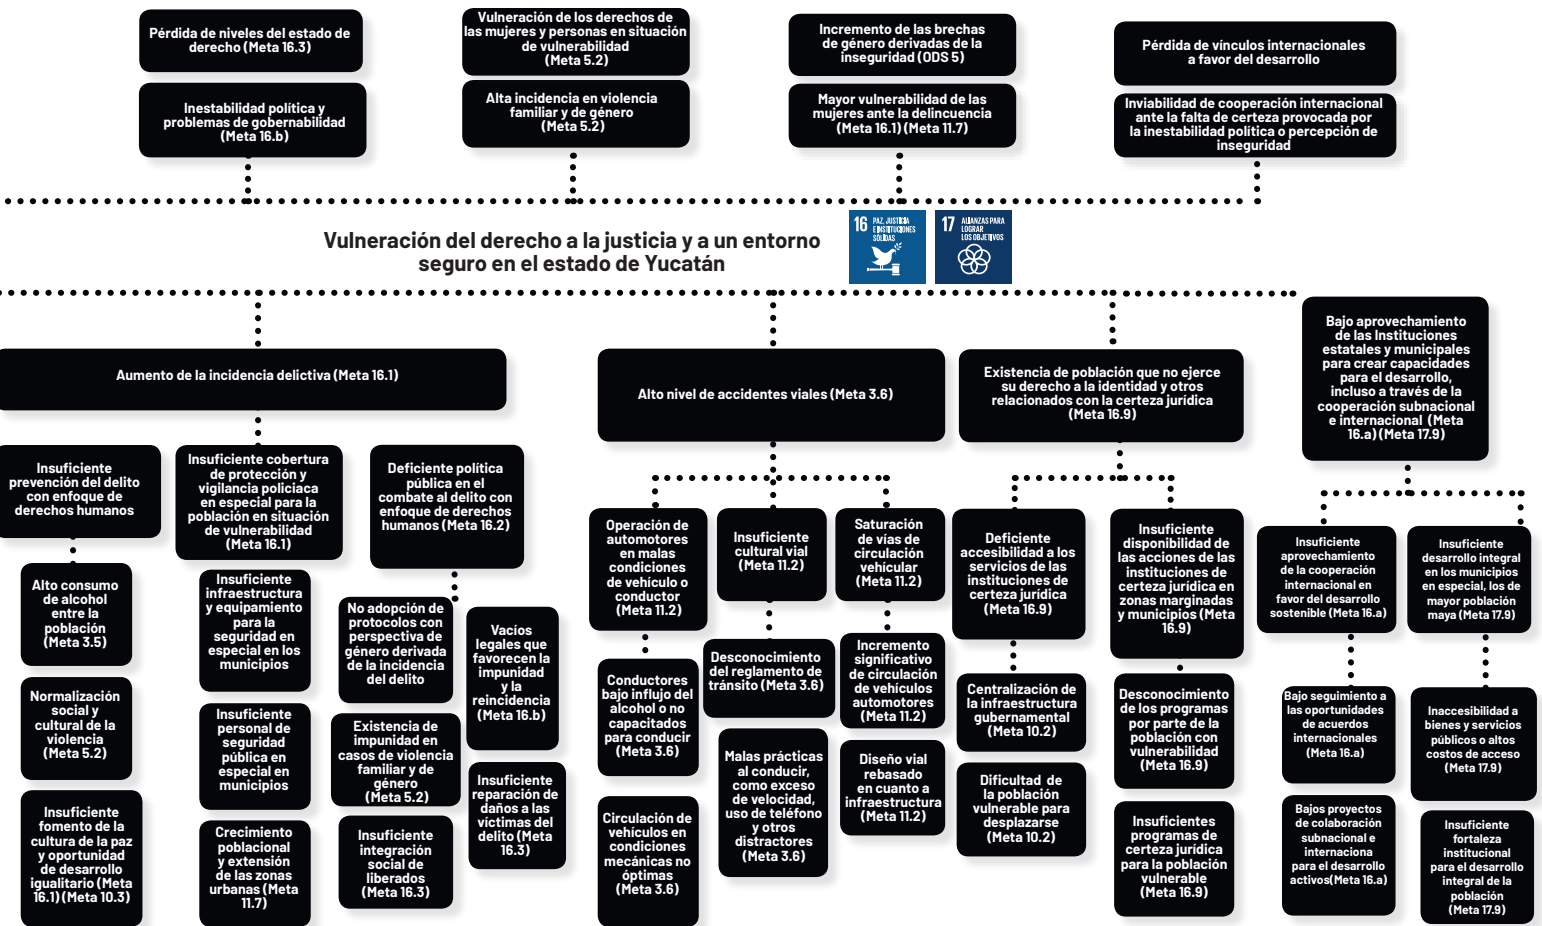 Pérdida de niveles del estado de
derecho (Meta 16.3)
Inestabilidad política y
problemas de gobernabilidad
(Meta 16.b)
Vulneración de los derechos de
las mujeres y personas en situación
de vulnerabilidad
(Meta 5.2)
Alta incidencia en violencia
familiar y de género
(Meta 5.2)
Incremento de las brechas
de género derivadas de la
inseguridad (ODS 5)
Mayor vulnerabilidad de las
mujeres ante la delincuencia
(Meta 16.1) (Meta 11.7)
Pérdida de vínculos internacionales
a favor del desarrollo
Inviabilidad de cooperación internacional
ante la falta de certeza provocada por
la inestabilidad política o percepción de
inseguridad
Vulneración del derecho a la justicia y a un entorno
seguro en el estado de Yucatán
16 PAZ, JUSTICIA
E INSTITUCIONES
SÓLIDAS
17 ALIANZAS PARA
LOGRAR
LOS OBJETIVOS
Aumento de la incidencia delictiva (Meta 16.1)
Insuficiente
prevención del delito
con enfoque de
derechos humanos
Alto consumo
de alcohol
entre la
población
(Meta 3.5)
Normalización
social y
cultural de la
violencia
(Meta 5.2)
Insuficiente
fomento de la
cultura de la paz
y oportunidad
de desarrollo
igualitario (Meta
16.1) (Meta 10.3)
Insuficiente cobertura
de protección y
vigilancia policiaca
en especial para la
población en situación
de vulnerabilidad
(Meta 16.1)
Insuficiente
infraestructura
y equipamiento
para la
seguridad en
especial en los
municipios
Insuficiente
personal de
seguridad
pública en
especial en
municipios
Crecimiento
poblacional
y extensión
de las zonas
urbanas (Meta
11.7)
Deficiente política
pública en el
combate al delito con
enfoque de derechos
humanos (Meta 16.2)
No adopción de
protocolos con
perspectiva de
género derivada
de la incidencia
del delito
Existencia de
impunidad en
casos de violencia
familiar y de
género
(Meta 5.2)
Insuficiente
integración
social de
liberados
(Meta 16.3)
Vacíos
legales que
favorecen la
impunidad
y la
reincidencia
(Meta 16.b)
Insuficiente
reparación de
daños a las
víctimas del
delito (Meta
16.3)
Alto nivel de accidentes viales (Meta 3.6)
Operación de
automotores
en malas
condiciones
de vehículo o
conductor
(Meta 11.2)
Conductores
bajo influjo del
alcohol o no
capacitados
para conducir
(Meta 3.6)
Circulación de
vehículos en
condiciones
mecánicas no
óptimas
(Meta 3.6)
Insuficiente
cultural vial
(Meta 11.2)
Desconocimiento
del reglamento de
tránsito (Meta 3.6)
Malas prácticas
al conducir,
como exceso
de velocidad,
uso de teléfono
y otros
distractores
(Meta 3.6)
Saturación
de vías de
circulación
vehícular
(Meta 11.2)
Incremento
significativo
de circulación
de vehículos
automotores
(Meta 11.2)
Diseño vial
rebasado
en cuanto a
infraestructura
(Meta 11.2)
Existencia de población que no ejerce
su derecho a la identidad y otros
relacionados con la certeza jurídica
(Meta 16.9)
Deficiente
accesibilidad a los
servicios de las
instituciones de
certeza jurídica
(Meta 16.9)
Centralización de
la infraestructura
gubernamental
(Meta 10.2)
Dificultad de
la población
vulnerable para
desplazarse
(Meta 10.2)
Insuficiente
disponibilidad de
las acciones de las
instituciones de
certeza jurídica en
zonas marginadas
y municipios (Meta
16.9)
Desconocimiento
de los programas
por parte de la
población con
vulnerabilidad
(Meta 16.9)
Insuficientes
programas de
certeza jurídica
para la población
vulnerable
(Meta 16.9)
Bajo aprovechamiento
de las Instituciones
estatales y municipales
para crear capacidades
para el desarrollo,
incluso a través de la
cooperación subnacional
e internacional (Meta
16.a) (Meta 17.9)
Insuficiente
aprovechamiento
de la cooperación
internacional en
favor del desarrollo
sostenible (Meta 16.a)
Bajo seguimiento a
las oportunidades
de acuerdos
internacionales
(Meta 16.a)
Bajos proyectos
de colaboración
subnacional e
internaciona
para el desarrollo
activos(Meta 16.a)
Insuficiente
desarrollo integral
en los municipios
en especial, los de
mayor población
maya (Meta 17.9)
Inaccesibilidad a
bienes y servicios
públicos o altos
costos de acceso
(Meta 17.9)
Insuficiente
fortaleza
institucional
para el desarrollo
integral de la
población
(Meta 17.9)